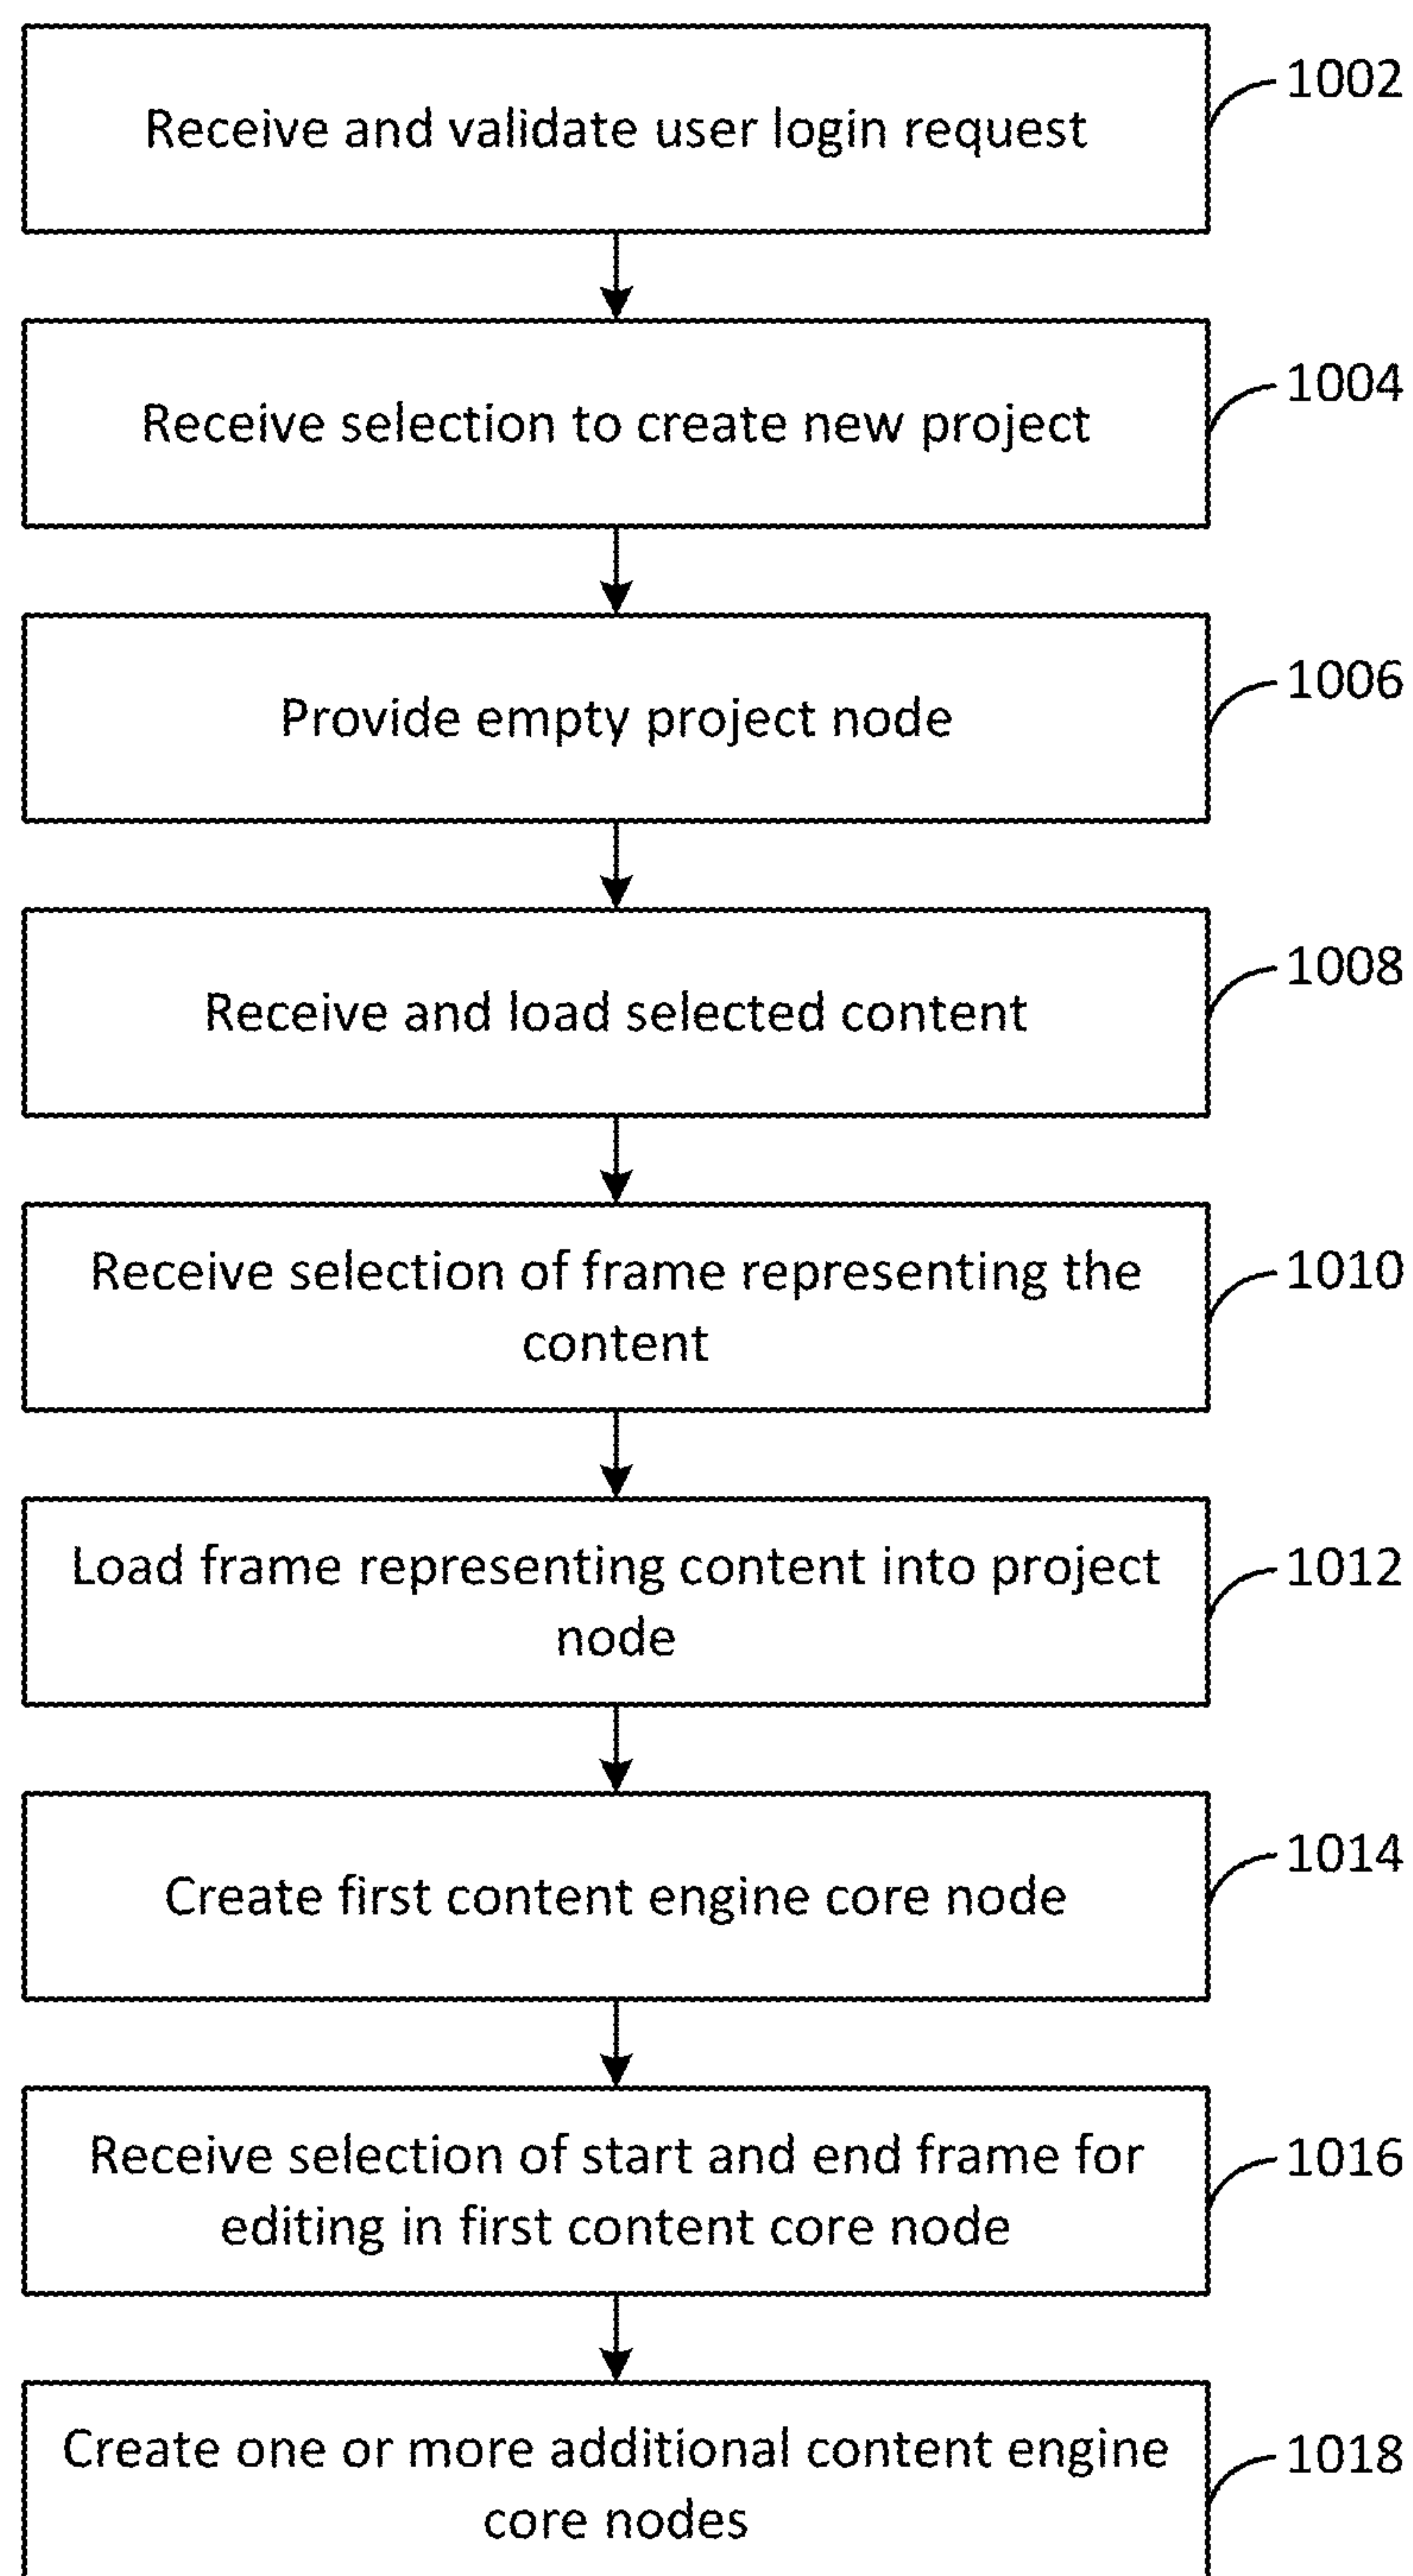 Receive and validate user login request
1002
Receive selection to create new project
1004
Provide empty project node
1006
Receive and load selected content
1008
Receive selection of frame representing the
content
1010
Load frame representing content into project
node
1012
Create first content engine core node
1014
Receive selection of start and end frame for
editing in first content core node
1016
Create one or more additional content engine
core nodes
1018